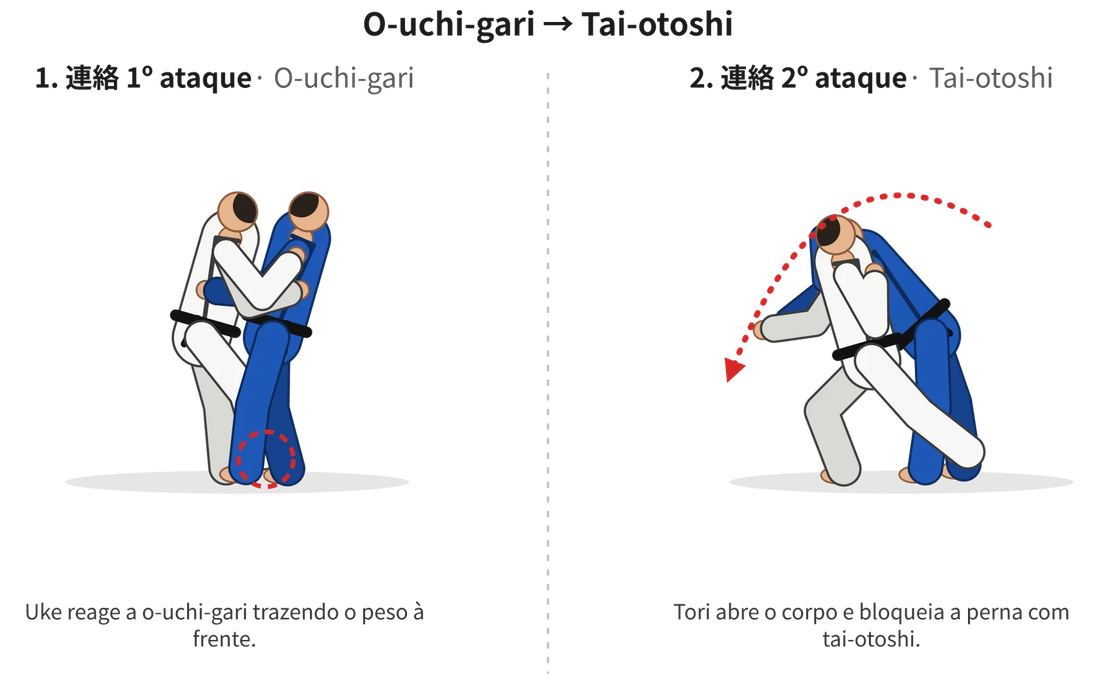 O-uchi-gari → Tai-otoshi
1. 連絡 1º ataque · O-uchi-gari
2. 連絡 2º ataque · Tai-otoshi
Uke reage a o-uchi-gari trazendo o peso à
frente.
Tori abre o corpo e bloqueia a perna com
tai-otoshi.